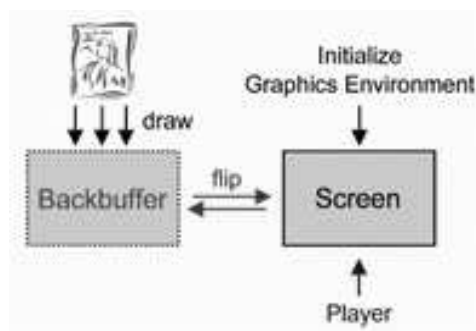 Initialize
Graphics Environment
draw
flip
Backbuffer
Screen
Player